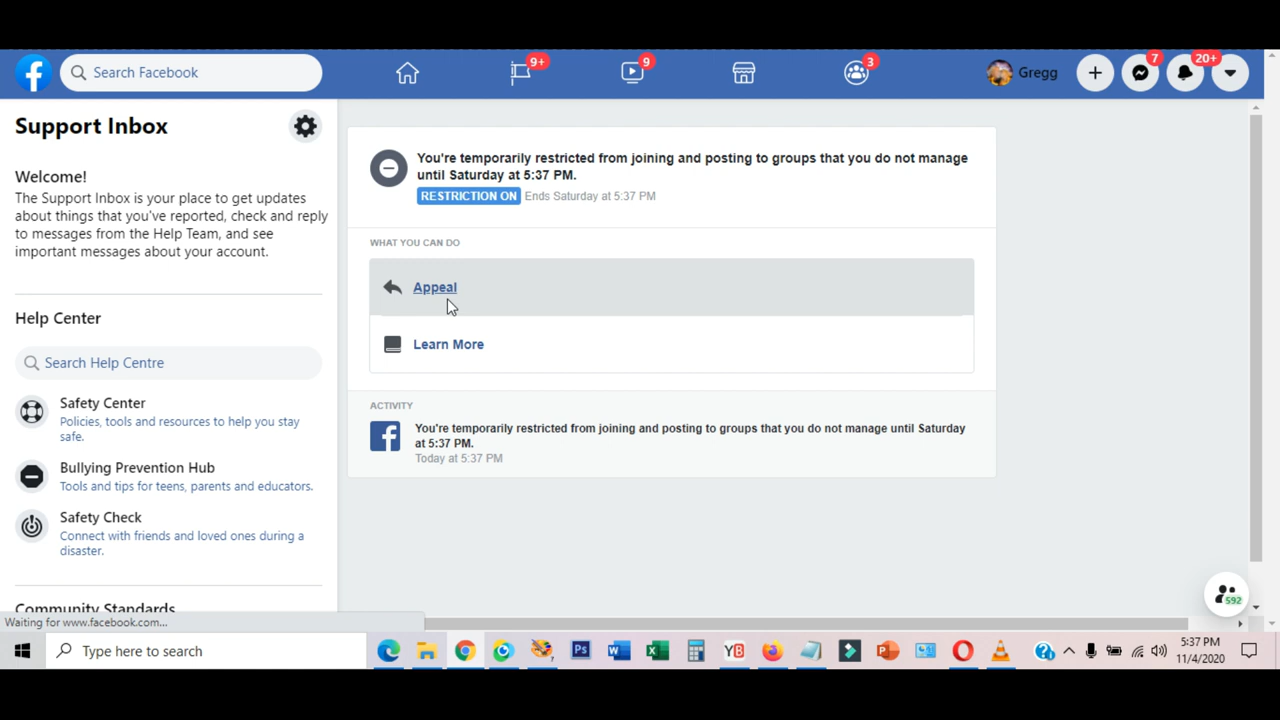 Search Facebook
9+
9
3
Gregg
7
20+
Support Inbox
Welcome!
The Support Inbox is your place to get updates
about things that you've reported, check and reply
to messages from the Help Team, and see
important messages about your account.
Help Center
Search Help Centre
Safety Center
Policies, tools and resources to help you stay
safe.
Bullying Prevention Hub
Tools and tips for teens, parents and educators.
Safety Check
Connect with friends and loved ones during a
disaster.
Community Standards
Waiting for www.facebook.com...
You're temporarily restricted from joining and posting to groups that you do not manage
until Saturday at 5:37 PM.
RESTRICTION ON Ends Saturday at 5:37 PM
WHAT YOU CAN DO
Appeal
Learn More
ACTIVITY
You're temporarily restricted from joining and posting to groups that you do not manage until Saturday
at 5:37 PM.
Today at 5:37 PM
592
Type here to search
Ps
YB
5:37 PM
11/4/2020